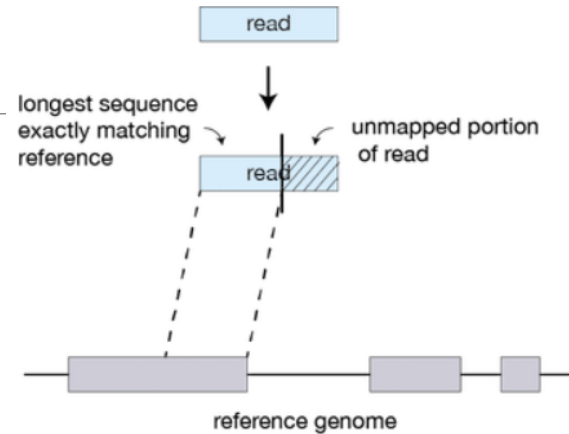 read
longest sequence
exactly matching
reference
unmapped portion
of read
read
reference genome